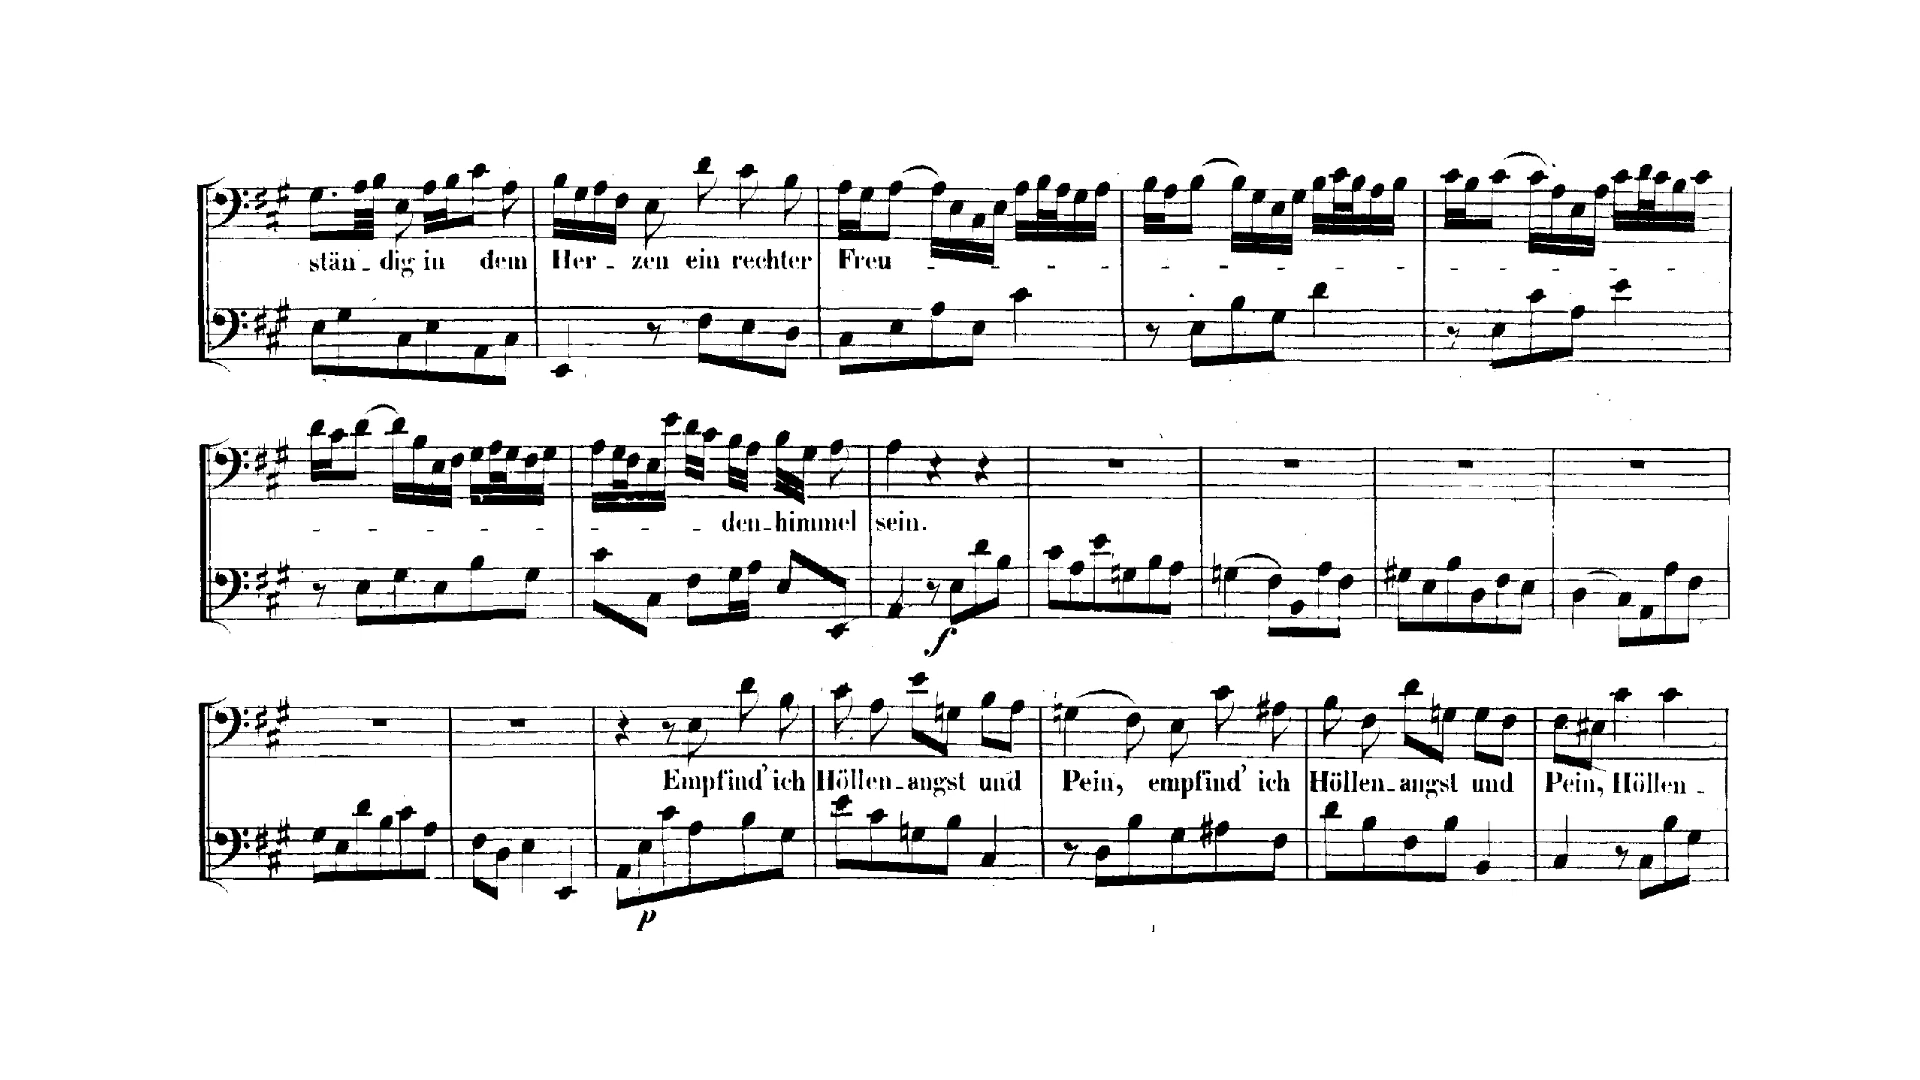 stän - dig in dem Her - zen ein rechter Freu - - - - - - - - - - - - -
- - - - - - - - den - himmel sein.
f
Empfind' ich Höllen - angst und Pein, empfind' ich Höllen - angst und Pein, Höllen -
p